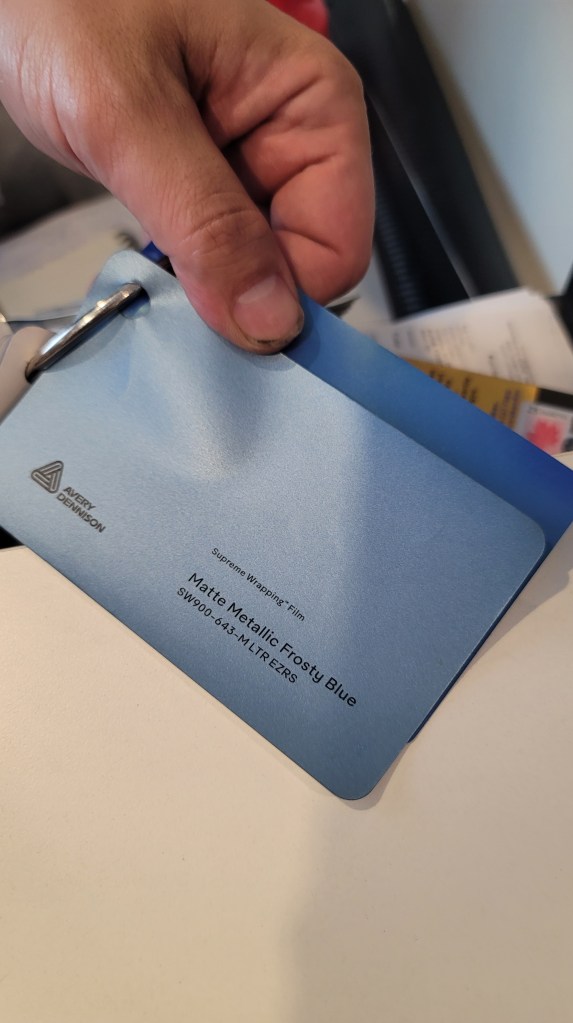 AVERY
DENNISON
Supreme Wrapping™ Film
Matte Metallic Frosty Blue
SW900-643-M LTR EZRS